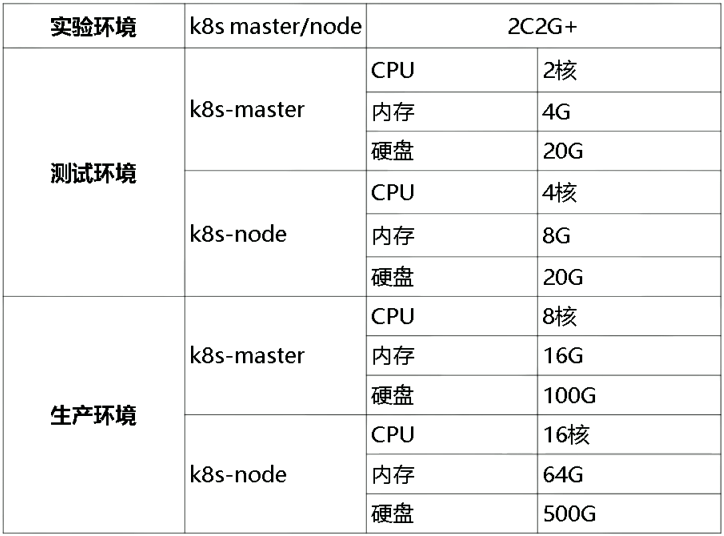 实验环境 k8s master/node 2C2G+
测试环境 k8s-master CPU 2核
内存 4G
硬盘 20G
k8s-node CPU 4核
内存 8G
硬盘 20G
生产环境 k8s-master CPU 8核
内存 16G
硬盘 100G
k8s-node CPU 16核
内存 64G
硬盘 500G